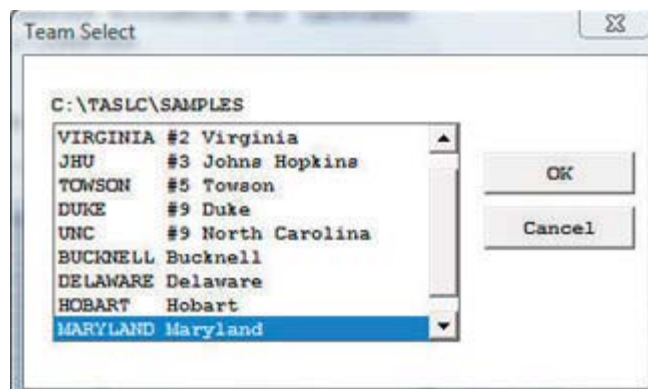 Team Select
C:\TASLC\SAMPLES
VIRGINIA #2 Virginia
JHU #3 Johns Hopkins
TOWSON #5 Towson
DUKE #9 Duke
UNC #9 North Carolina
BUCKNELL Bucknell
DELAWARE Delaware
HOBART Hobart
MARYLAND Maryland
OK
Cancel